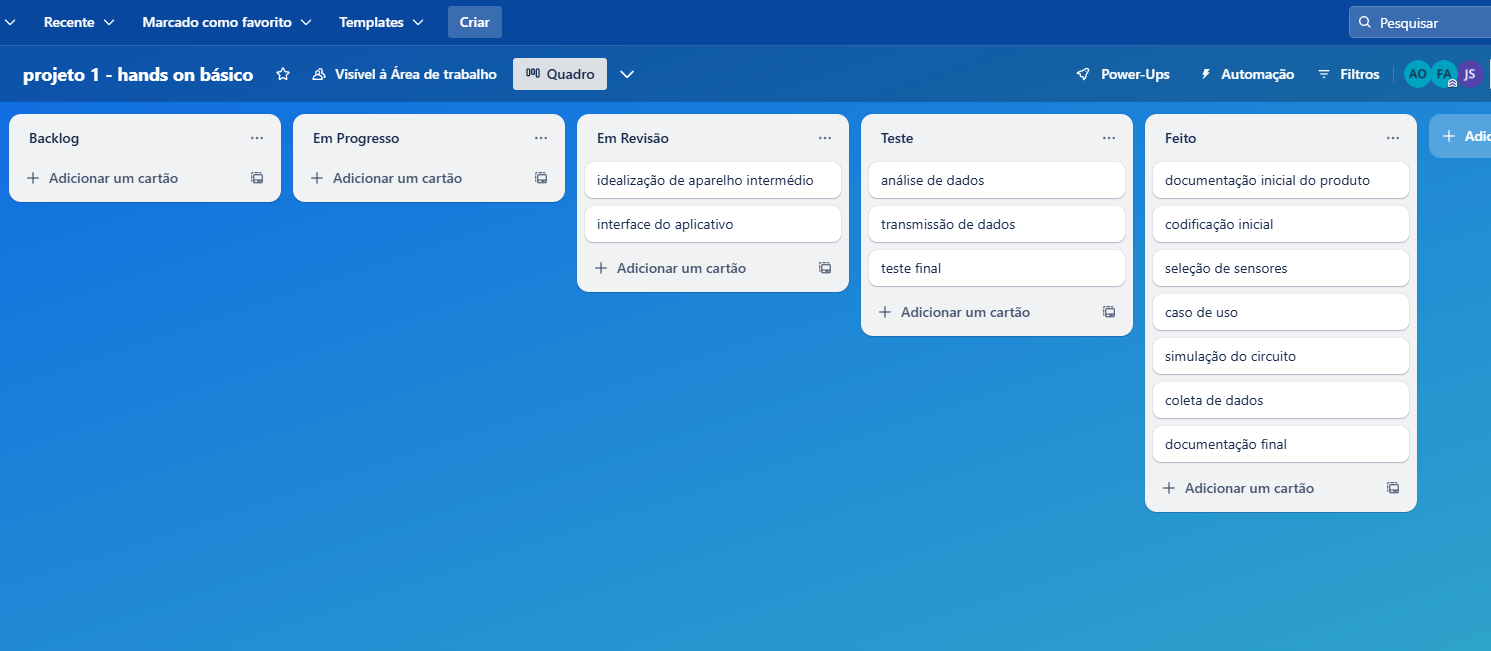 Recente
Marcado como favorito
Templates
Criar
Pesquisar
projeto 1 - hands on básico
Visível à Área de trabalho
Quadro
Power-Ups
Automação
Filtros
AO
FA
JS
Backlog
Adicionar um cartão
Em Progresso
Adicionar um cartão
Em Revisão
idealização de aparelho intermédio
interface do aplicativo
Adicionar um cartão
Teste
análise de dados
transmissão de dados
teste final
Adicionar um cartão
Feito
documentação inicial do produto
codificação inicial
seleção de sensores
caso de uso
simulação do circuito
coleta de dados
documentação final
Adicionar um cartão